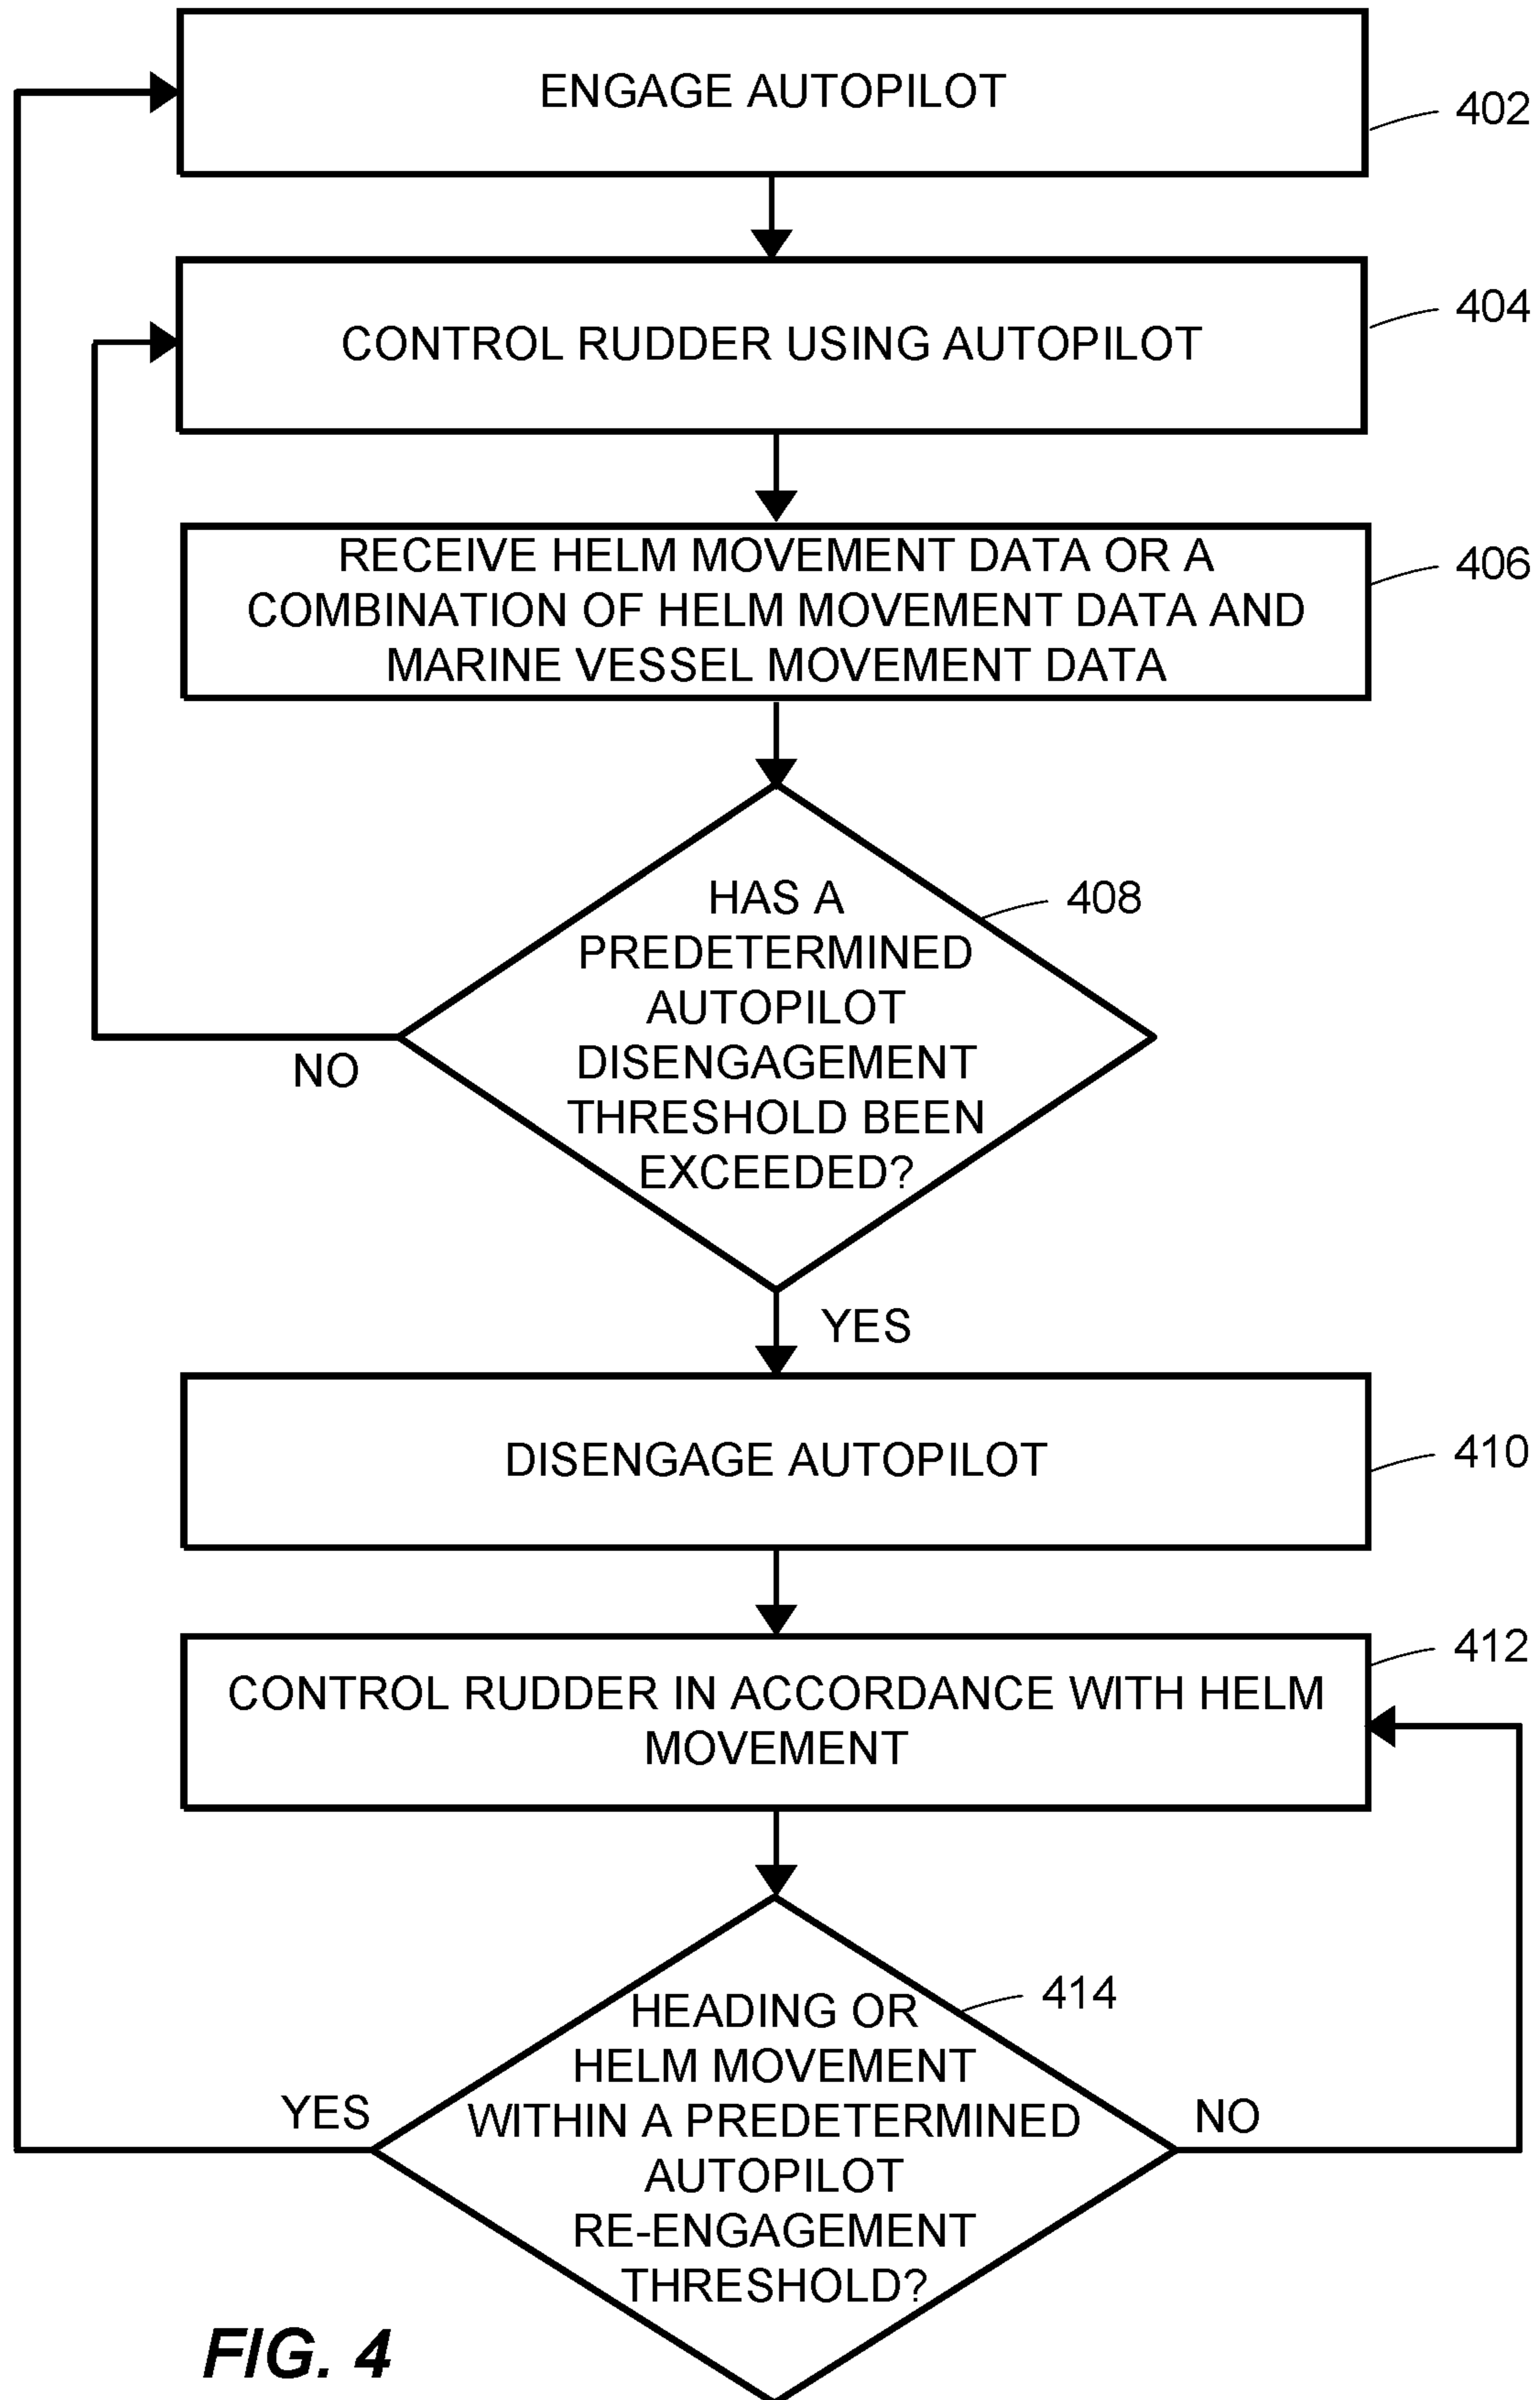 ENGAGE AUTOPILOT
402
CONTROL RUDDER USING AUTOPILOT
404
RECEIVE HELM MOVEMENT DATA OR A
COMBINATION OF HELM MOVEMENT DATA AND
MARINE VESSEL MOVEMENT DATA
406
HAS A
PREDETERMINED
AUTOPILOT
DISENGAGEMENT
THRESHOLD BEEN
EXCEEDED?
408
NO
YES
DISENGAGE AUTOPILOT
410
CONTROL RUDDER IN ACCORDANCE WITH HELM
MOVEMENT
412
HEADING OR
HELM MOVEMENT
WITHIN A PREDETERMINED
AUTOPILOT
RE-ENGAGEMENT
THRESHOLD?
414
YES
NO
FIG. 4